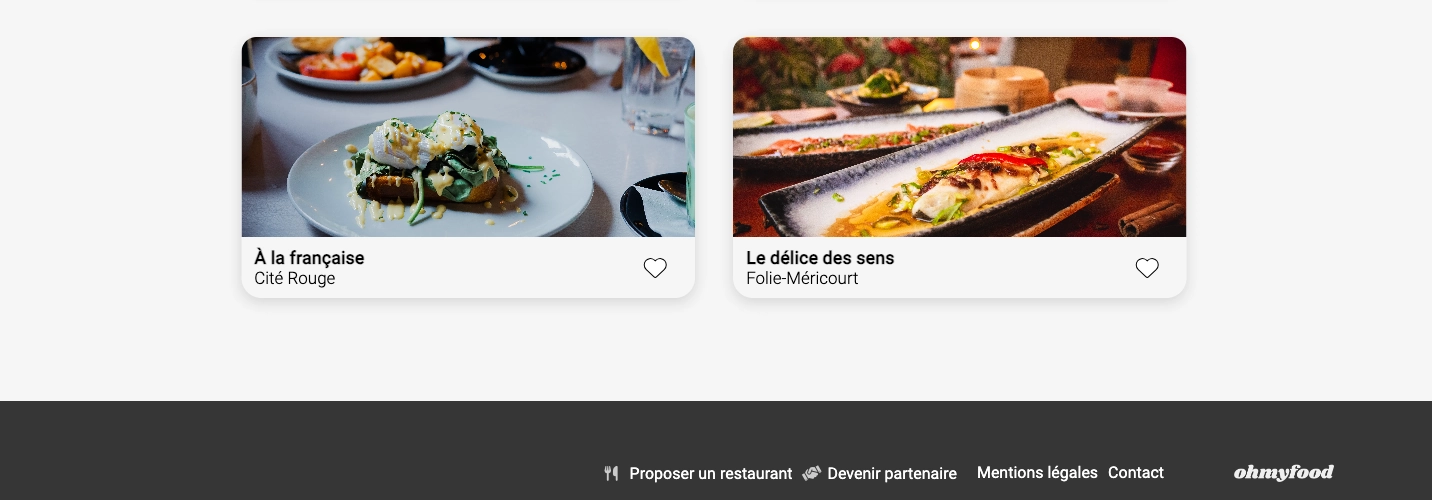 À la française
Cité Rouge
Le délice des sens
Folie-Méricourt
Proposer un restaurant Devenir partenaire Mentions légales Contact ohmyfood